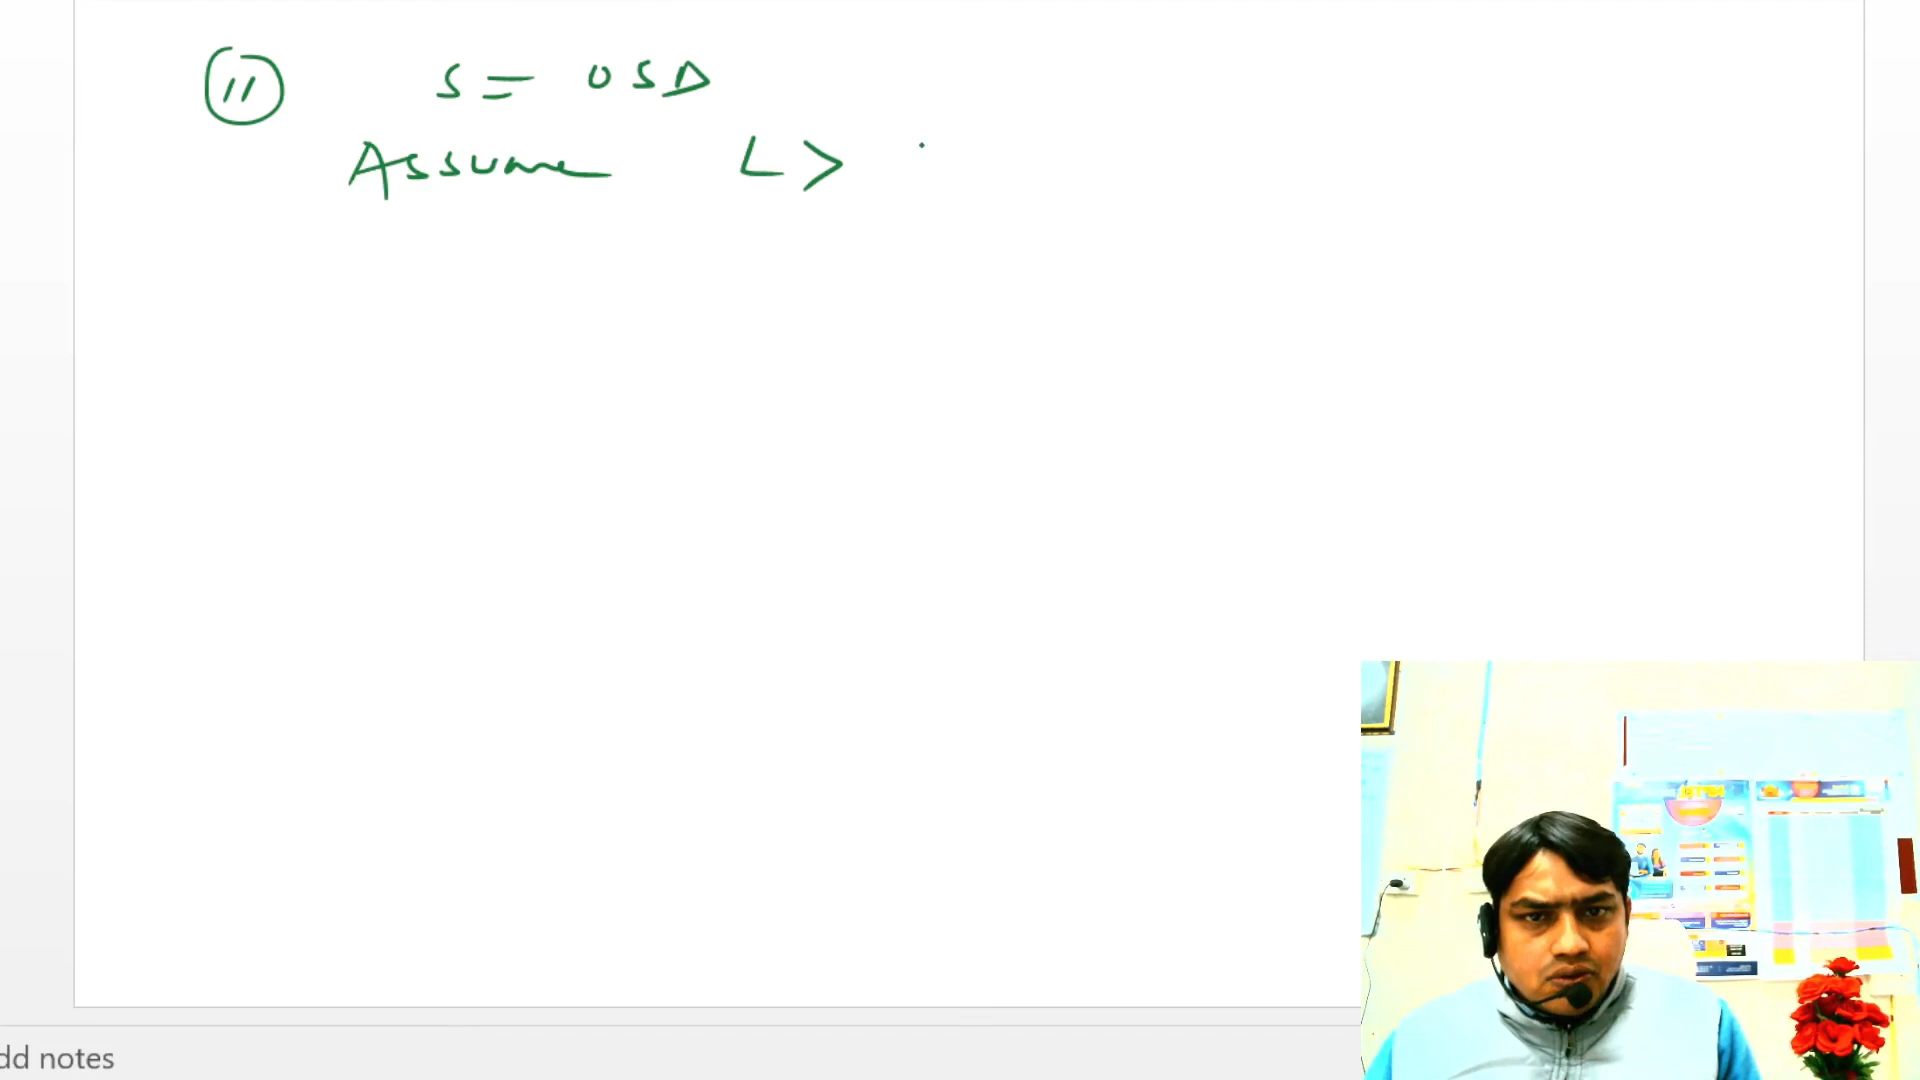 (11) S = OSD
Assume L >
dd notes